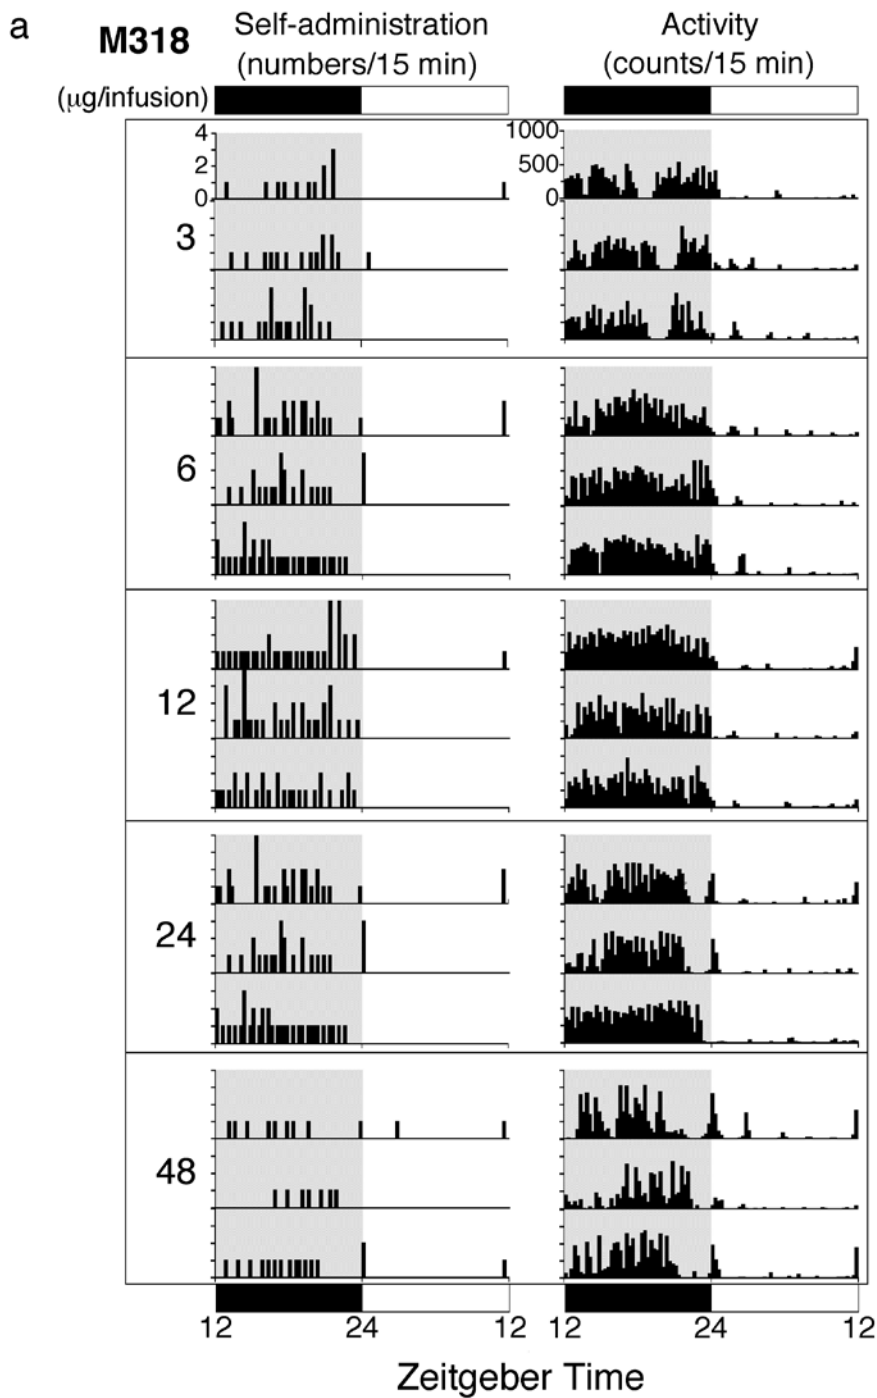 a
M318
Self-administration
(numbers/15 min)
Activity
(counts/15 min)
(μg/infusion)
4
2
0
1000
500
0
3
6
12
24
48
12 24 12 12 24 12
Zeitgeber Time